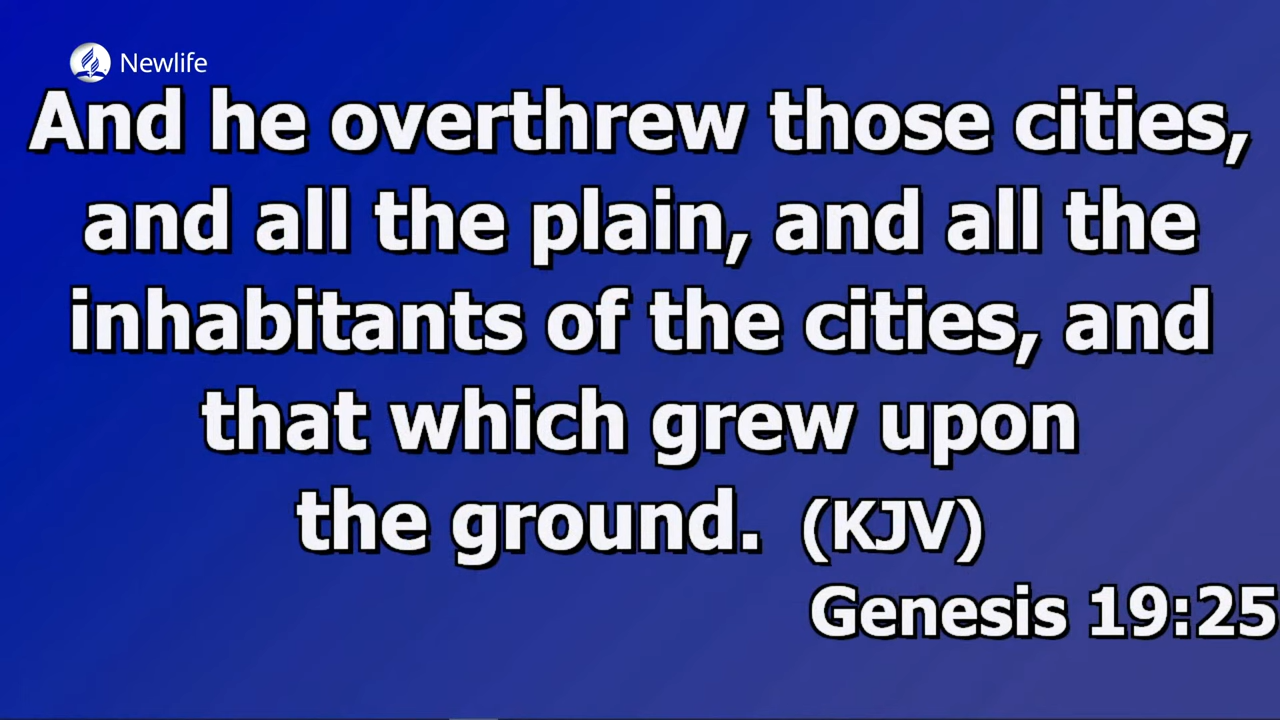 Newlife
And he overthrew those cities,
and all the plain, and all the
inhabitants of the cities, and
that which grew upon
the ground. (KJV)
Genesis 19:25